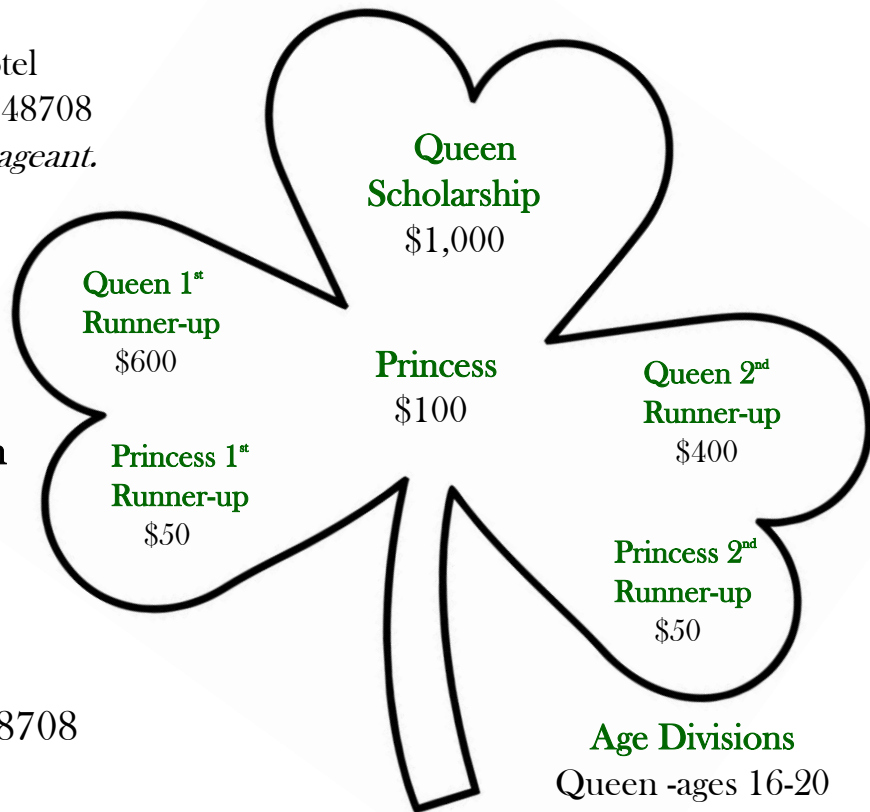 tel
48708
ageant.
Queen
Scholarship
$1,000
Queen 1st
Runner-up
$600
Princess
$100
Queen 2nd
Runner-up
$400
Princess 1st
Runner-up
$50
Princess 2nd
Runner-up
$50
8708
Age Divisions
Queen -ages 16-20